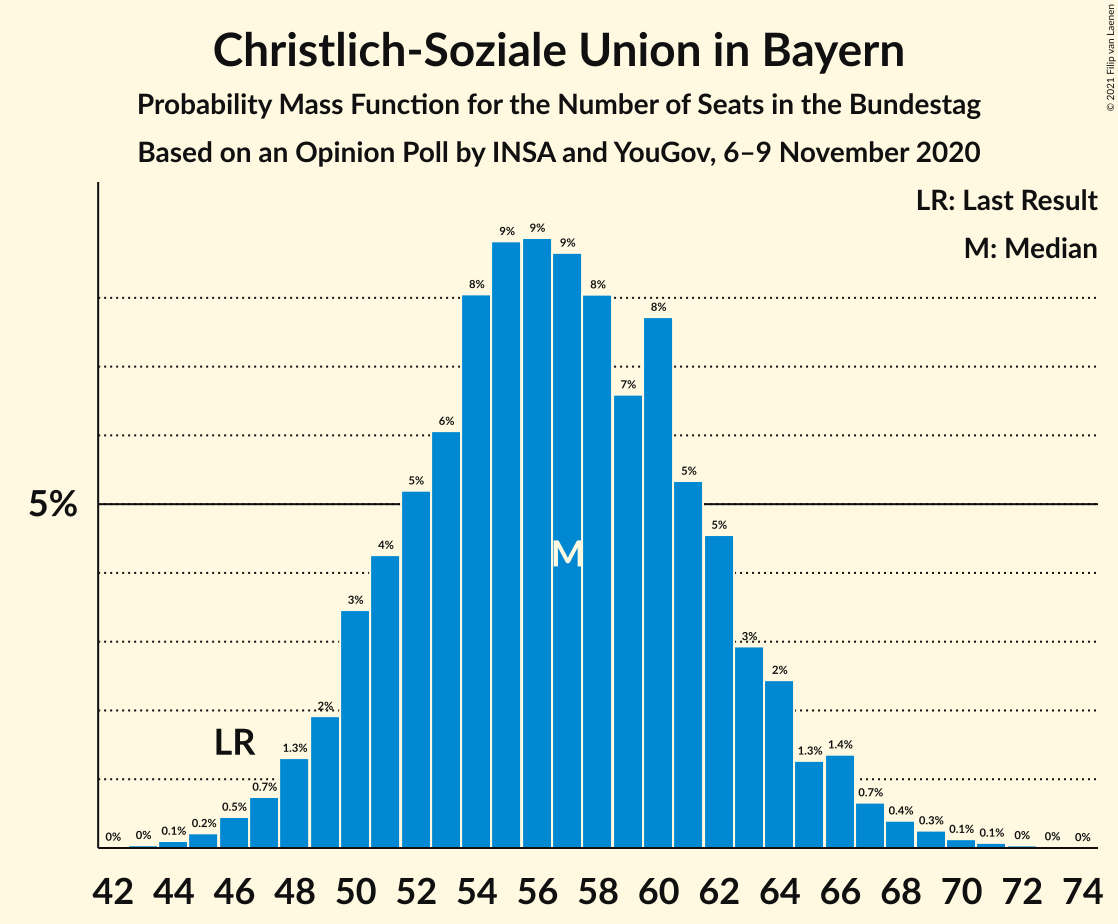 Christlich-Soziale Union in Bayern
Probability Mass Function for the Number of Seats in the Bundestag
Based on an Opinion Poll by INSA and YouGov, 6–9 November 2020
© 2021 Filip van Laenen
LR: Last Result
M: Median
5%
0% 0% 0.1% 0.2% 0.5% 0.7% 1.3% 2% 3% 4% 5% 6% 8% 9% 9% 9% 8% 7% 8% 5% 5% 3% 2% 1.3% 1.4% 0.7% 0.4% 0.3% 0.1% 0.1% 0% 0% 0%
LR
M
42 44 46 48 50 52 54 56 58 60 62 64 66 68 70 72 74